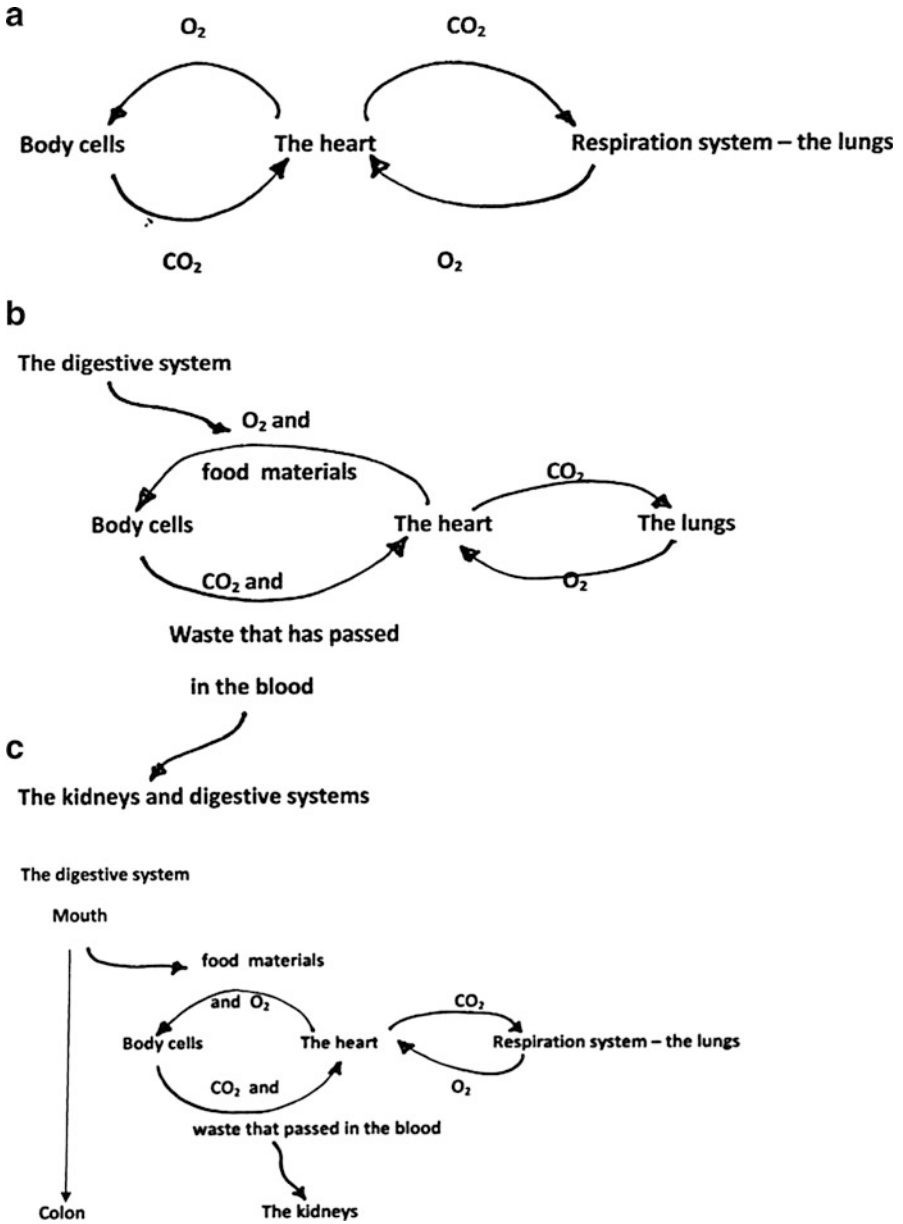 a
O₂
CO₂
Body cells
The heart
Respiration system – the lungs
CO₂
O₂
b
The digestive system
O₂ and
food materials
CO₂
Body cells
The heart
The lungs
CO₂ and
O₂
Waste that has passed
in the blood
c
The kidneys and digestive systems
The digestive system
Mouth
food materials
and O₂
CO₂
Body cells
The heart
Respiration system – the lungs
CO₂ and
O₂
waste that passed in the blood
Colon
The kidneys